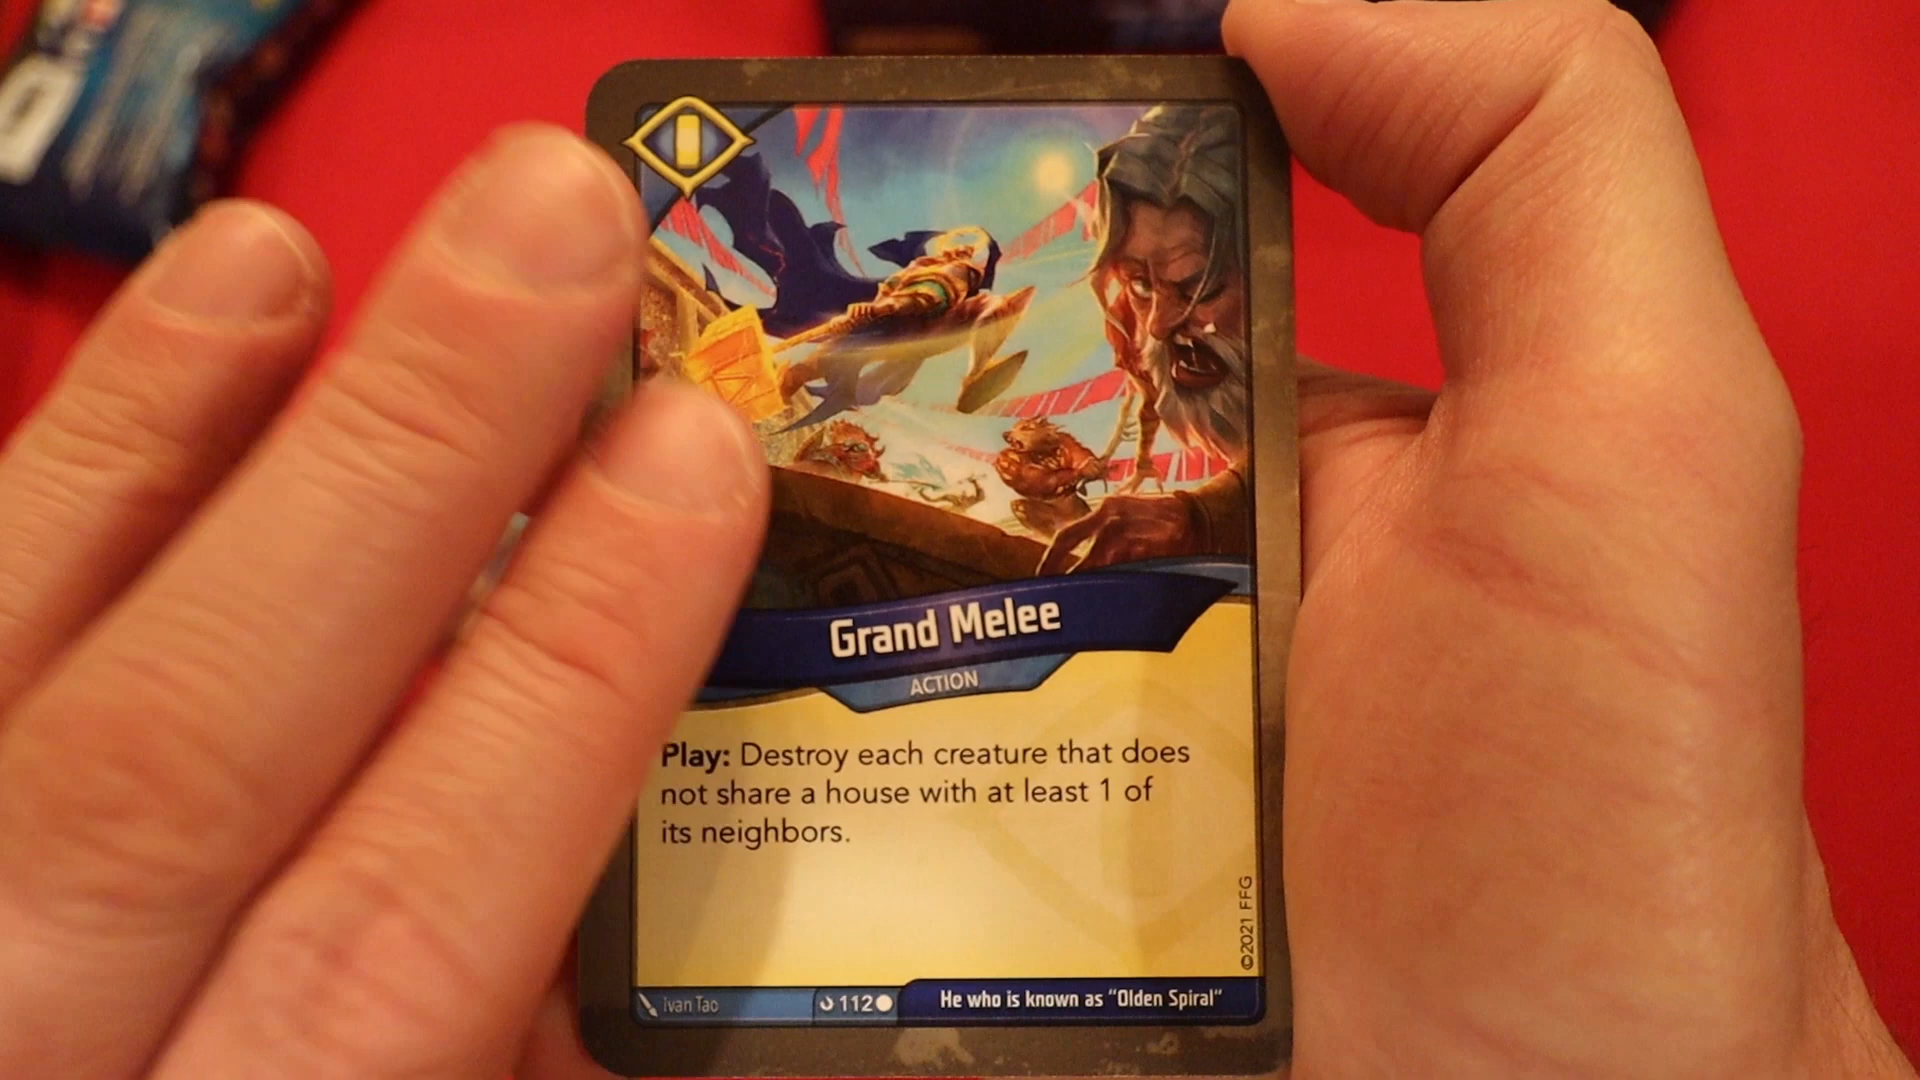 Grand Melee
ACTION
Play: Destroy each creature that does
not share a house with at least 1 of
its neighbors.
©2021 FFG
Ivan Tao
112
He who is known as “Olden Spiral”